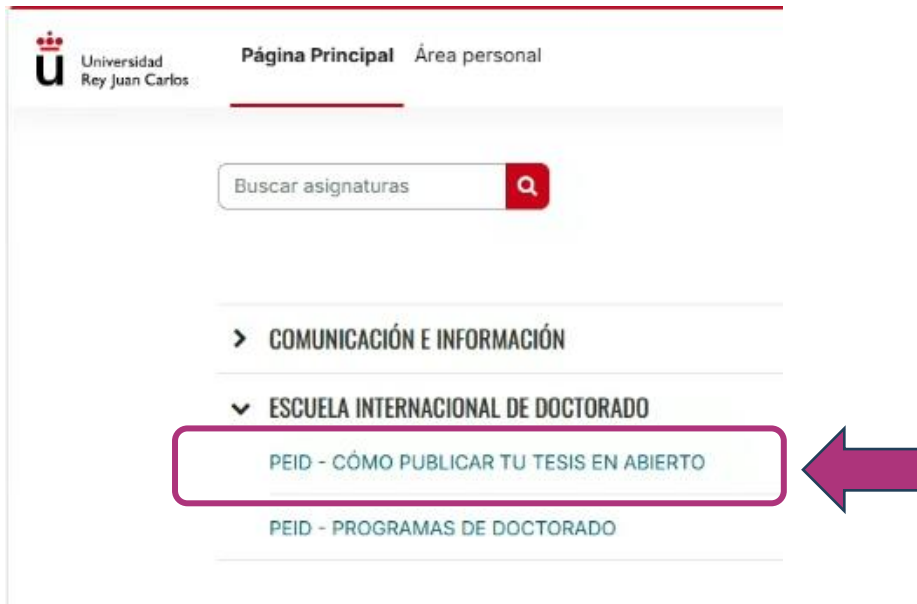 Universidad
Rey Juan Carlos
Página Principal Área personal
Buscar asignaturas
COMUNICACIÓN E INFORMACIÓN
ESCUELA INTERNACIONAL DE DOCTORADO
PEID - CÓMO PUBLICAR TU TESIS EN ABIERTO
PEID - PROGRAMAS DE DOCTORADO